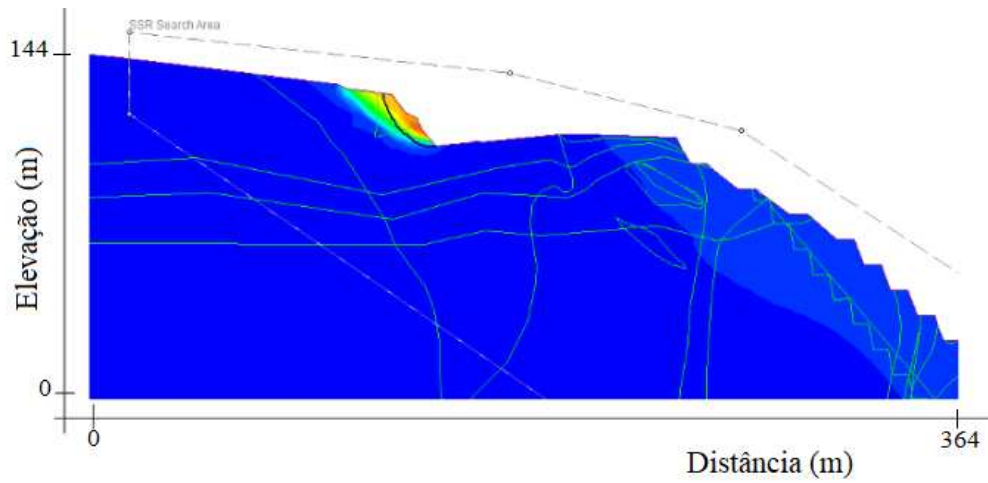 SSR Search Area
144
Elevação (m)
0
0
364
Distância (m)